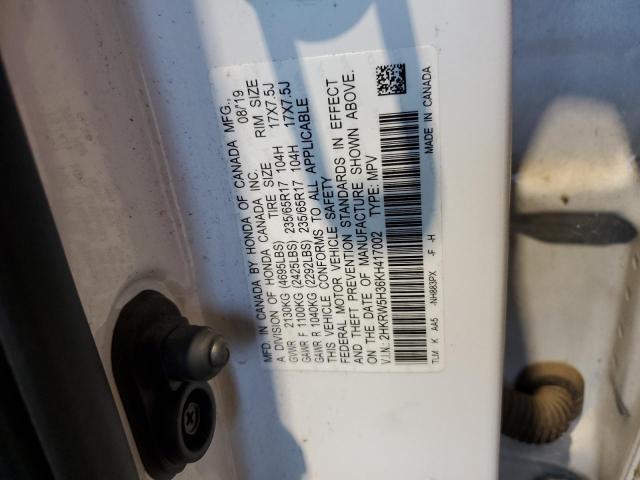 MFD. IN CANADA BY HONDA OF CANADA MFG.,
A DIVISION OF HONDA CANADA INC. 08/19
TIRE SIZE RIM SIZE
GVWR 2130KG (4695LBS)
GAWR F 1100KG (2425LBS) 235/65R17 104H 17X7.5J
GAWR R 1040KG (2292LBS) 235/65R17 104H 17X7.5J
THIS VEHICLE CONFORMS TO ALL APPLICABLE
FEDERAL MOTOR VEHICLE SAFETY
AND THEFT PREVENTION STANDARDS IN EFFECT
ON THE DATE OF MANUFACTURE SHOWN ABOVE.
V.I.N.: 2HKRW5H36KH417002 TYPE: MPV
TLM K AA5 -NH883PX -F -H MADE IN CANADA